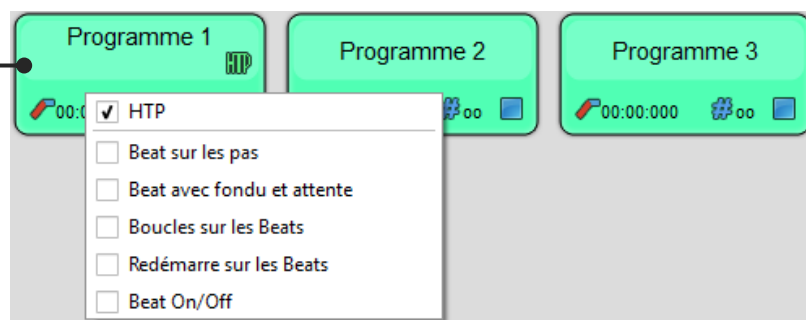 Programme 1
HTP
Programme 2
Programme 3
00:0
oo
00:00:000
oo
HTP
Beat sur les pas
Beat avec fondu et attente
Boucles sur les Beats
Redémarre sur les Beats
Beat On/Off